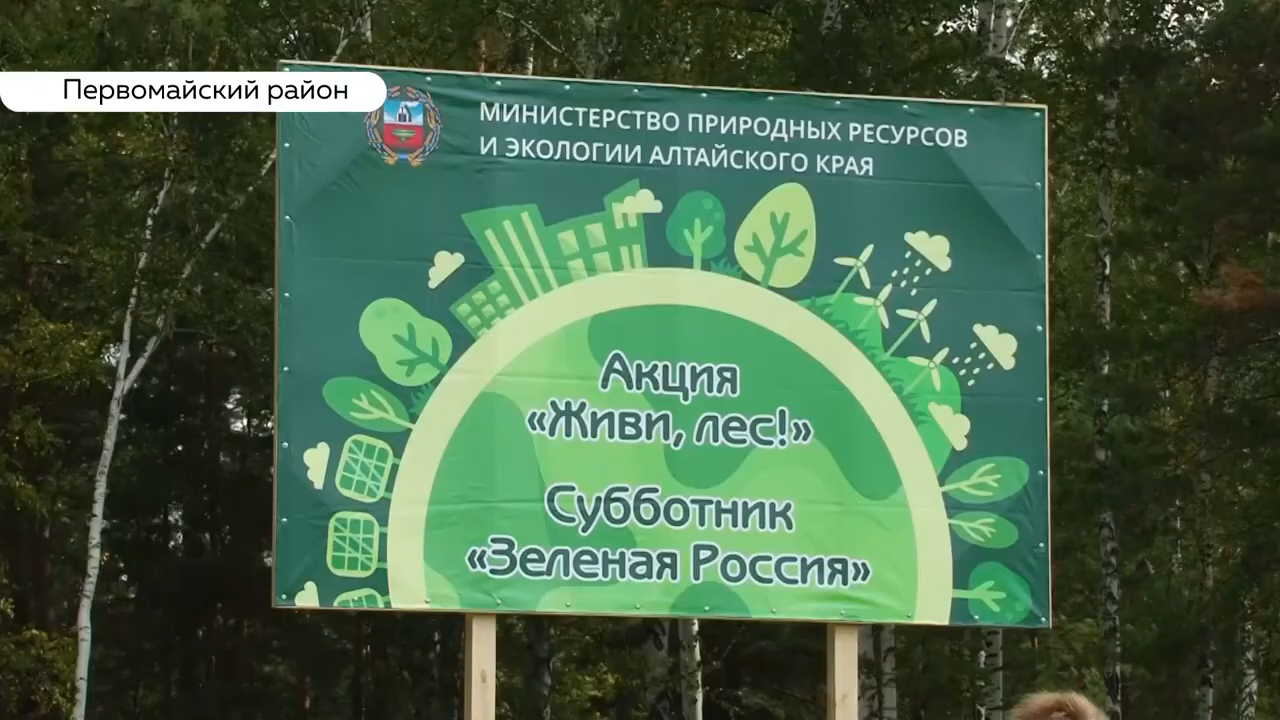 Первомайский район
МИНИСТЕРСТВО ПРИРОДНЫХ РЕСУРСОВ
И ЭКОЛОГИИ АЛТАЙСКОГО КРАЯ
Акция
«Живи, лес!»
Субботник
«Зеленая Россия»